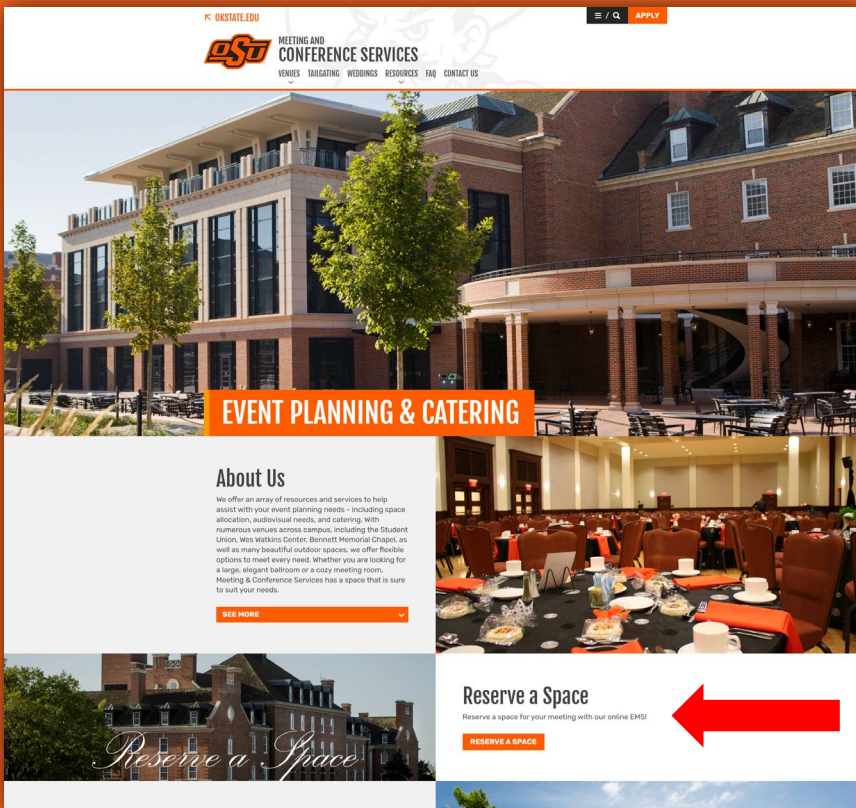 OKSTATE.EDU
APPLY
OSU
MEETING AND
CONFERENCE SERVICES
VENUES TAILGATING WEDDINGS RESOURCES FAQ CONTACT US
EVENT PLANNING & CATERING
About Us
We offer an array of resources and services to help
assist with your event planning needs - including space
allocation, audiovisual needs, and catering. With
numerous venues across campus, including the Student
Union, Wes Watkins Center, Bennett Memorial Chapel, as
well as many beautiful outdoor spaces, we offer flexible
options to meet every need. Whether you are looking for
a large, elegant ballroom or a cozy meeting room,
Meeting & Conference Services has a space that is sure
to suit your needs.
SEE MORE
Reserve a Space
Reserve a Space
Reserve a space for your meeting with our online EMS!
RESERVE A SPACE